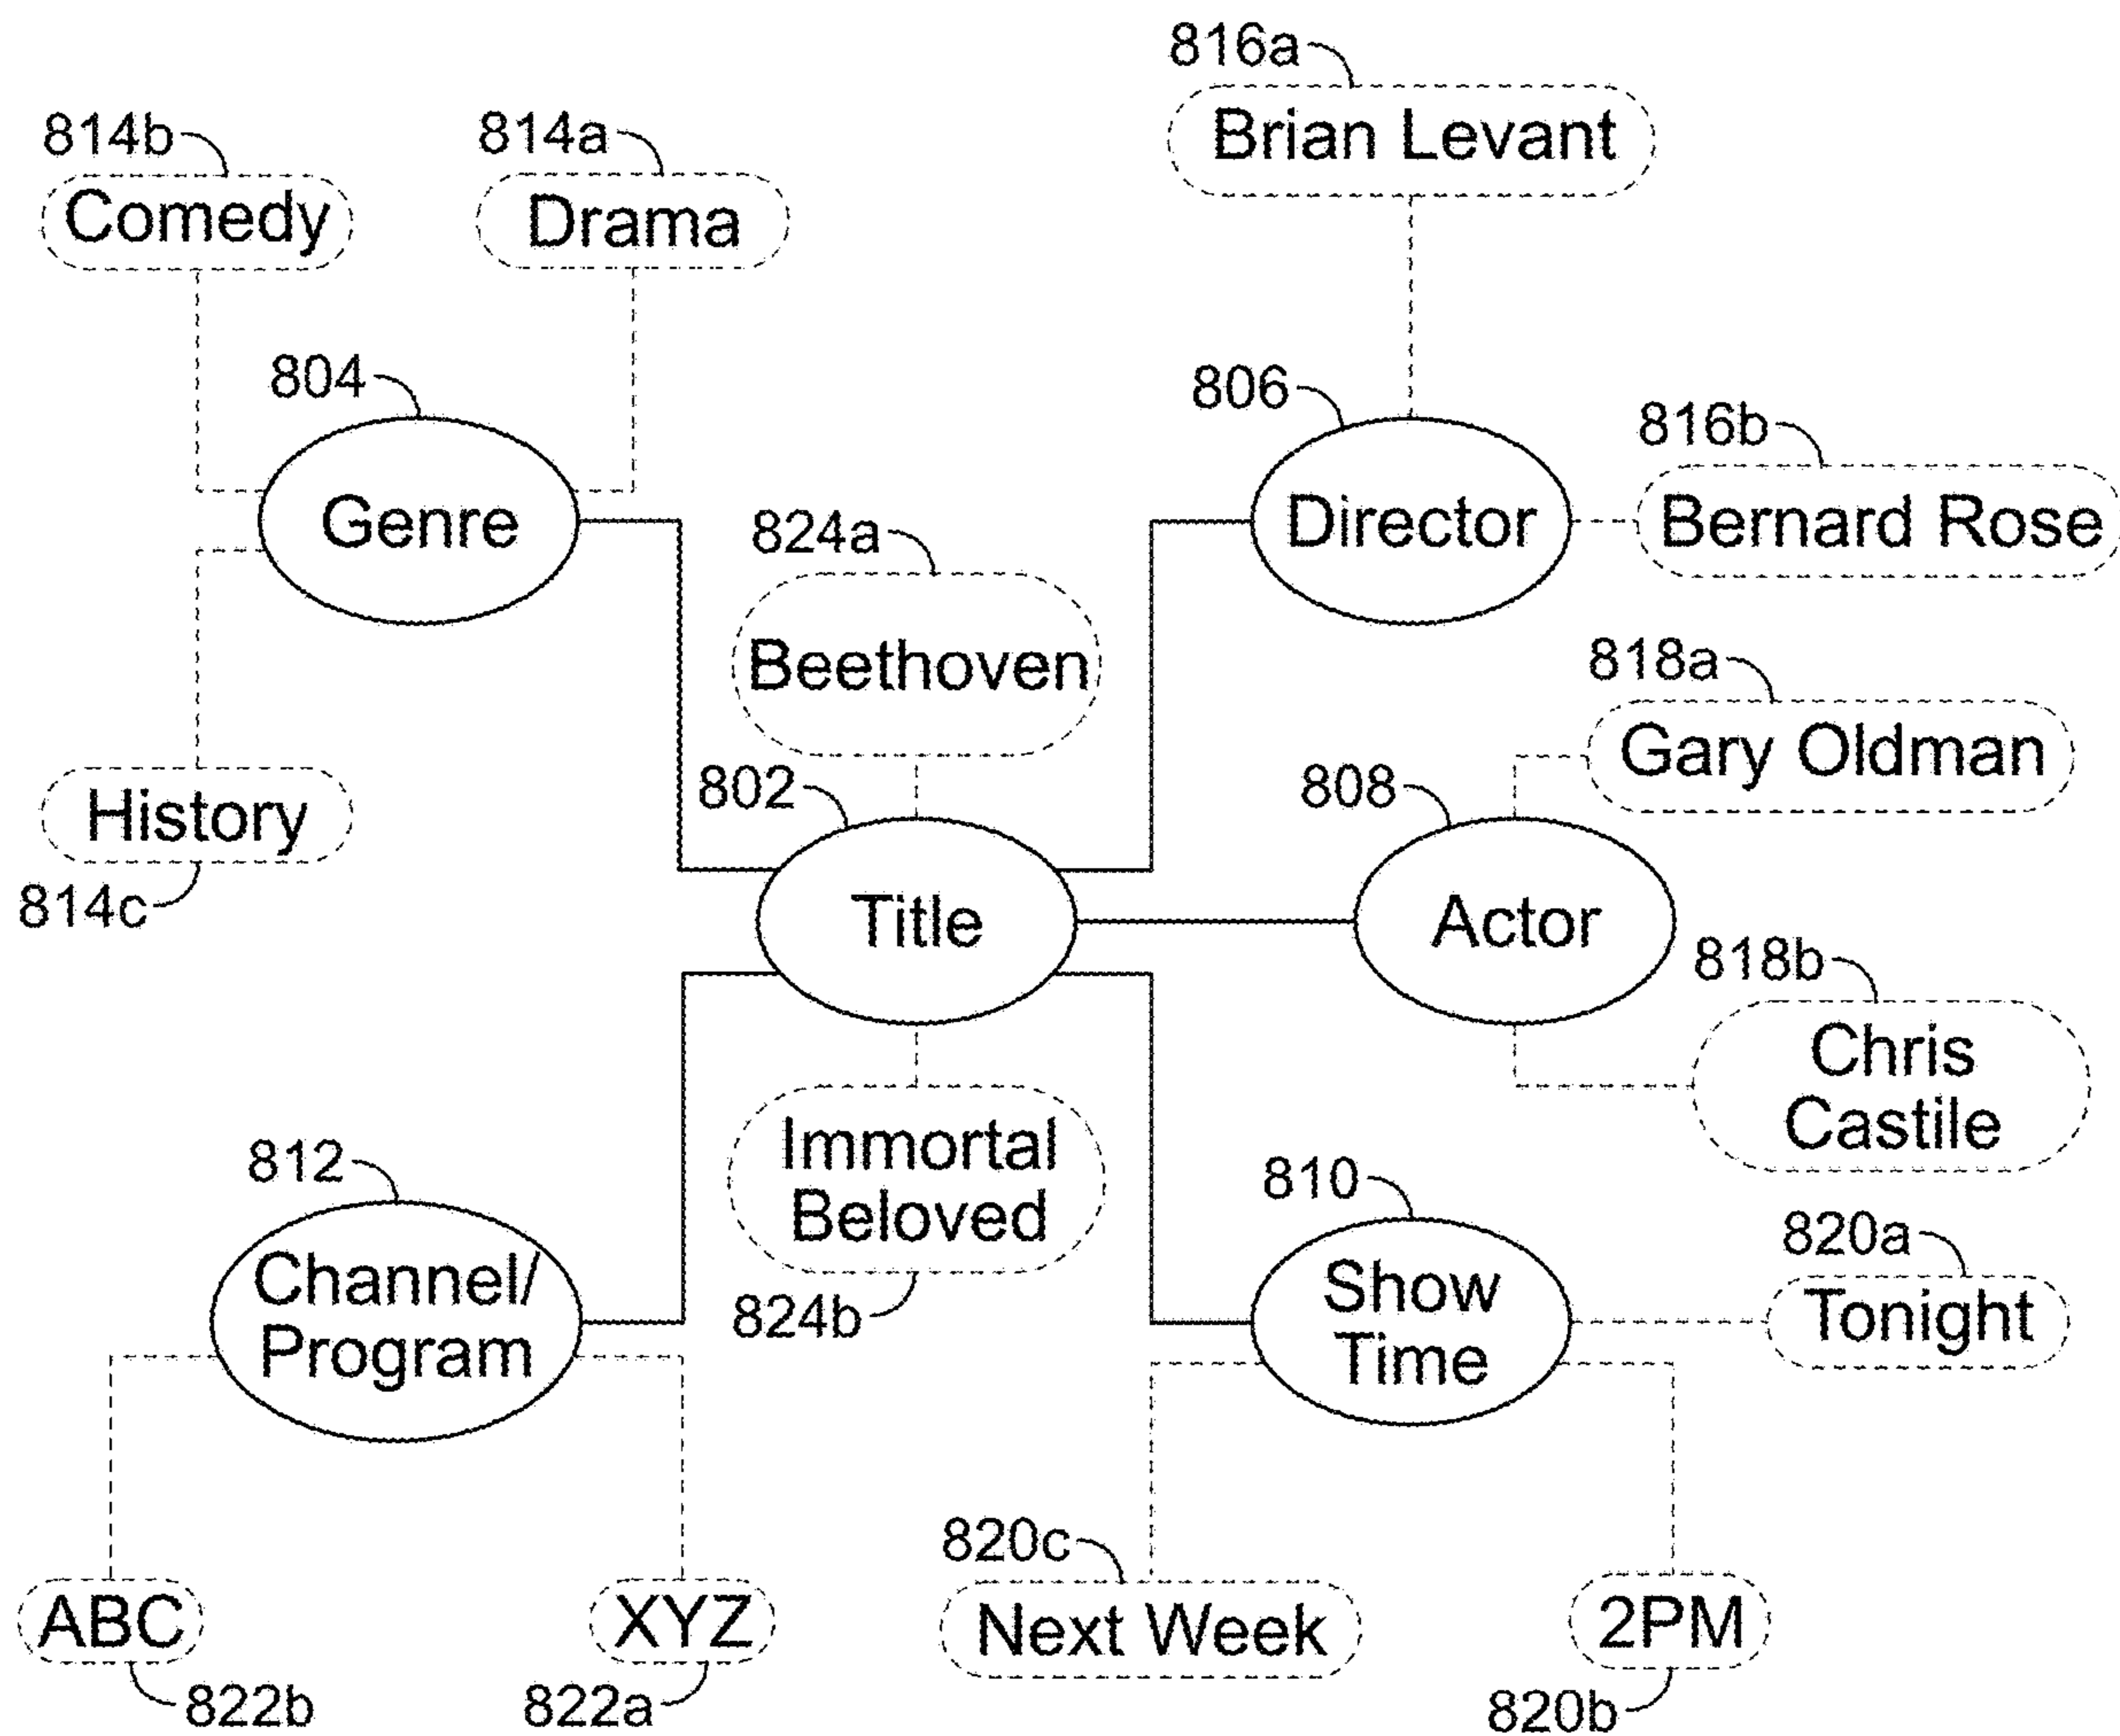 816a
Brian Levant
814b
Comedy
814a
Drama
804
Genre
806
Director
816b
Bernard Rose
824a
Beethoven
818a
Gary Oldman
History
814c
802
Title
808
Actor
818b
Chris
Castile
812
Channel/
Program
Immortal
Beloved
824b
810
Show
Time
820a
Tonight
ABC
822b
XYZ
822a
820c
Next Week
2PM
820b